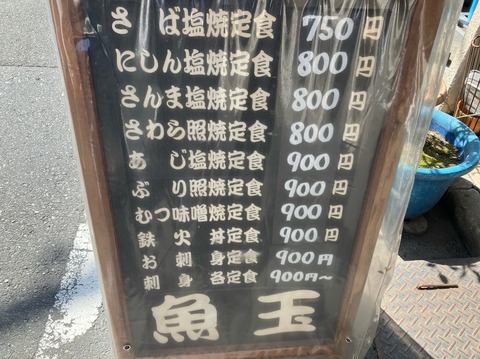 さば塩焼定食 750円
にしん塩焼定食 800円
さんま塩焼定食 800円
さわら照焼定食 800円
あじ塩焼定食 900円
ぶり照焼定食 900円
むつ味噌焼定食 900円
鉄火丼定食 900円
お刺身定食 900円
刺身各定食 900円~
魚玉